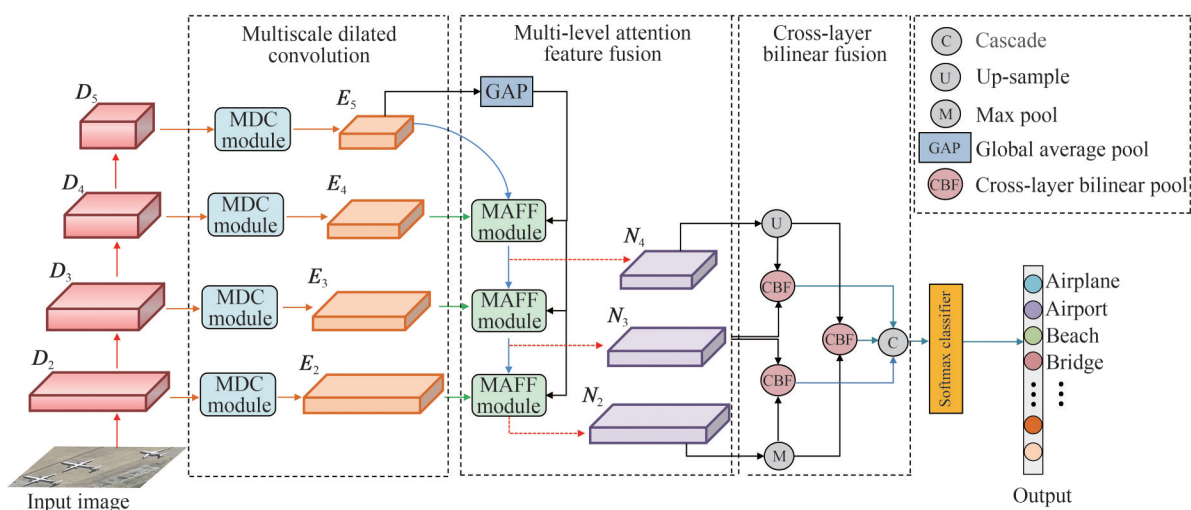 Multiscale dilated
convolution
Multi-level attention
feature fusion
Cross-layer
bilinear fusion
C Cascade
U Up-sample
M Max pool
GAP Global average pool
CBF Cross-layer bilinear pool
D5
MDC
module
E5
GAP
D4
MDC
module
E4
MAFF
module
N4
U
D3
MDC
module
E3
MAFF
module
N3
CBF
CBF
C
CBF
D2
MDC
module
E2
MAFF
module
N2
M
Softmax classifier
Airplane
Airport
Beach
Bridge
Input image
Output